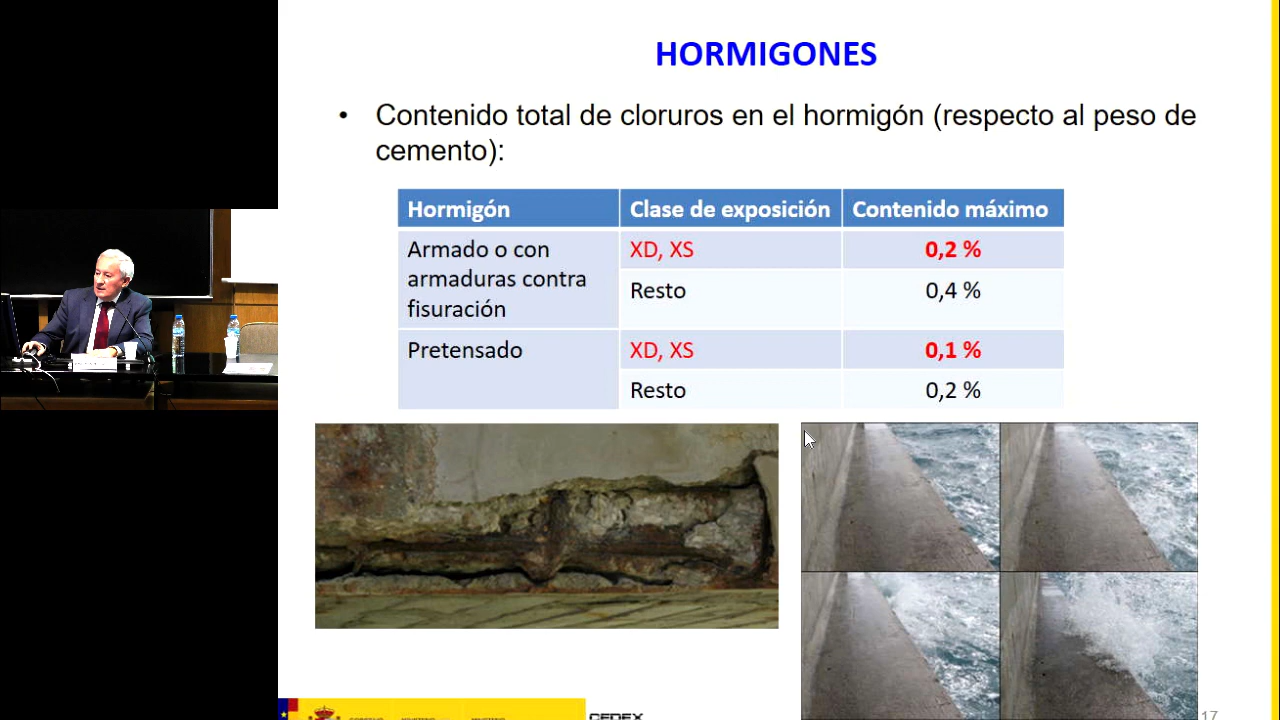 HORMIGONES
• Contenido total de cloruros en el hormigón (respecto al peso de
cemento):
Hormigón Clase de exposición Contenido máximo
Armado o con armaduras contra fisuración XD, XS 0,2 %
Resto 0,4 %
Pretensado XD, XS 0,1 %
Resto 0,2 %
CEDEX
17